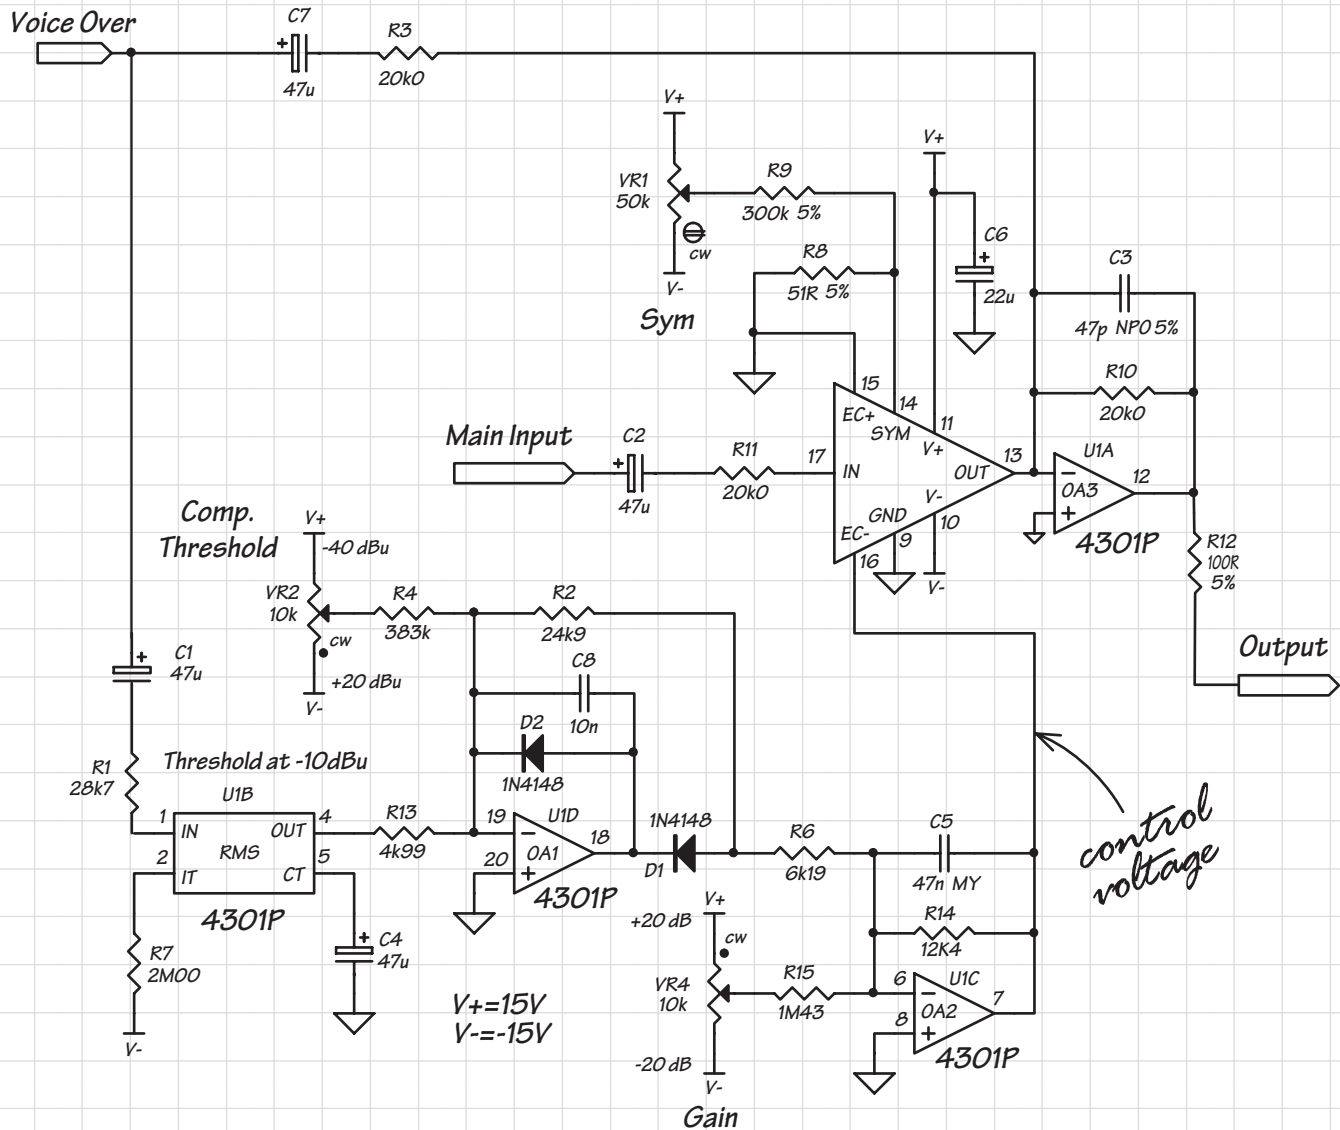 Voice Over
C7
47u
R3
20k0
V+
VR1
50k
cw
V-
Sym
R9
300k 5%
R8
51R 5%
V+
C6
22u
C3
47p NPO 5%
R10
20k0
15
EC+
14
SYM
11
V+
Main Input
C2
47u
R11
20k0
17
IN
OUT
13
V-
10
GND
9
EC-
16
V-
U1A
OA3
12
4301P
R12
100R
5%
Output
Comp.
Threshold
V+
-40 dBu
VR2
10k
cw
+20 dBu
V-
R4
383k
R2
24k9
C8
10n
D2
1N4148
C1
47u
R1
28k7
Threshold at -10dBu
U1B
1
IN
OUT
4
RMS
2
IT
CT
5
4301P
R7
2M00
V-
C4
47u
R13
4k99
19
20
U1D
OA1
18
4301P
1N4148
D1
R6
6k19
C5
47n MY
R14
12K4
control
voltage
V+
+20 dB
cw
VR4
10k
-20 dB
V-
Gain
R15
1M43
6
8
U1C
OA2
7
4301P
V+=15V
V-=-15V